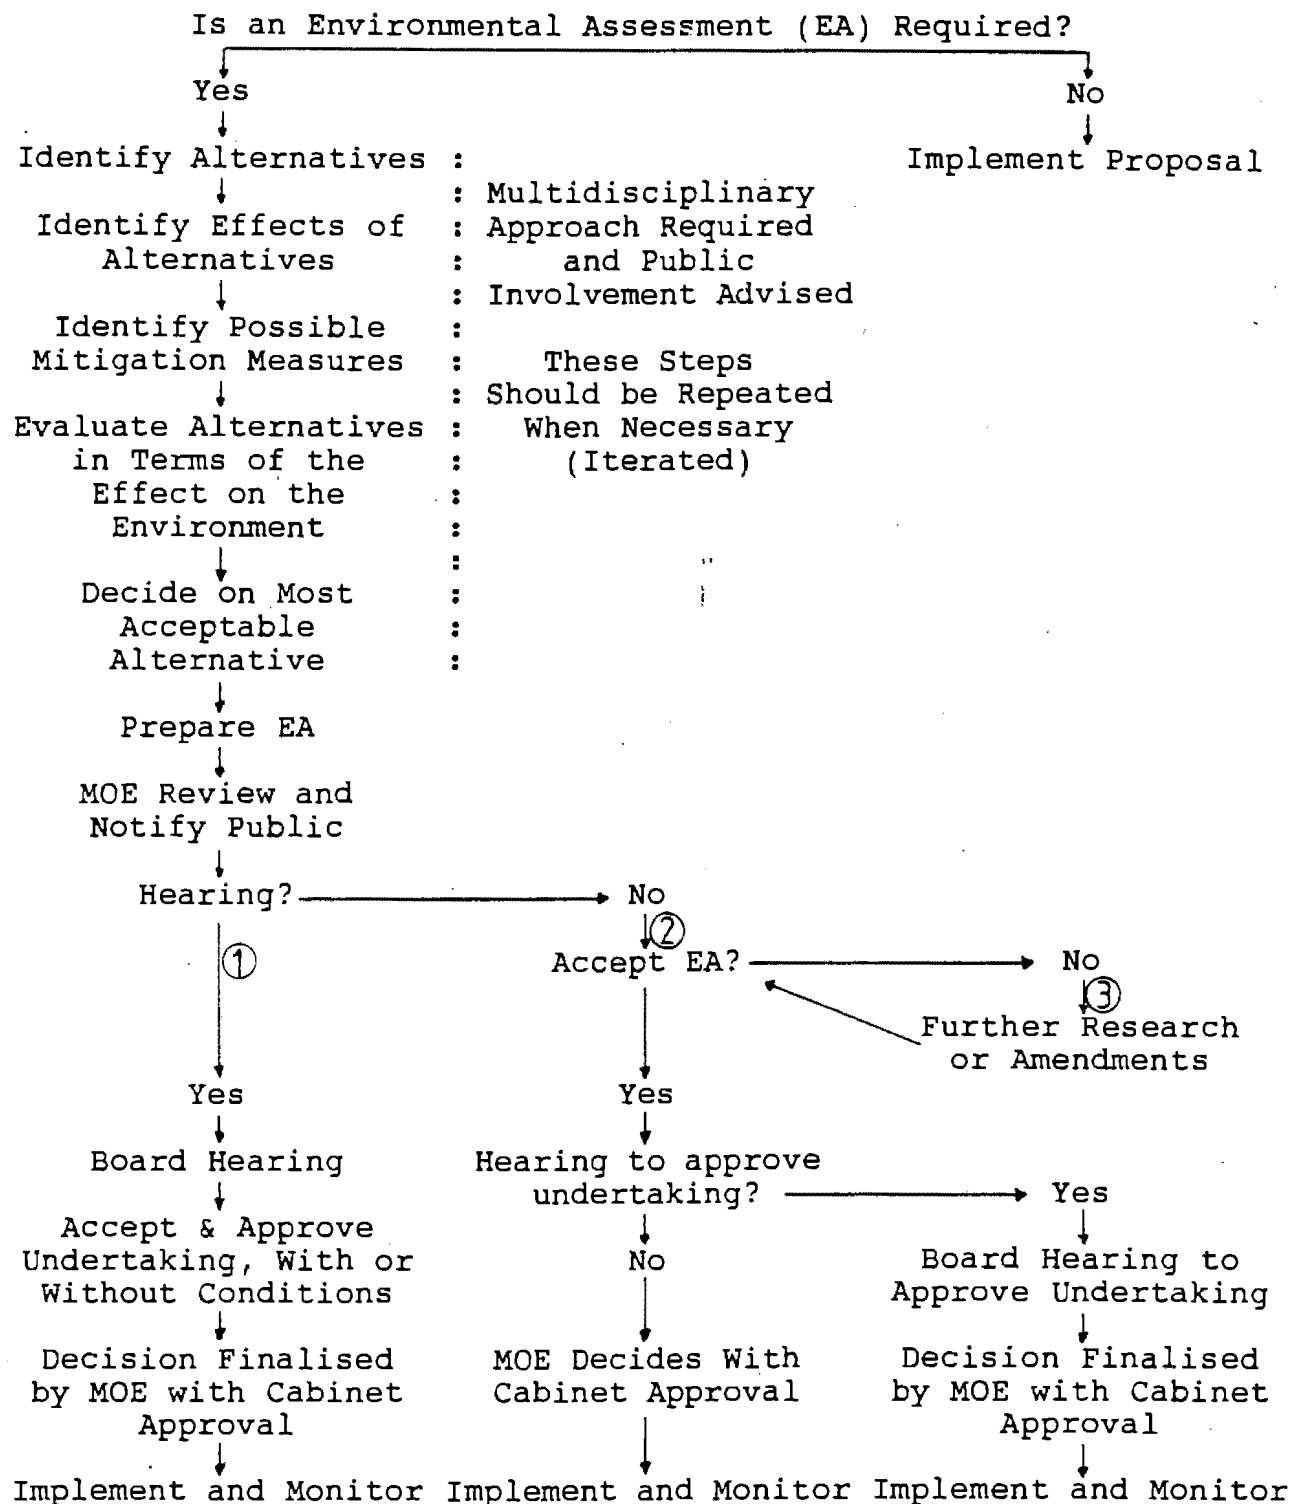 Is an Environmental Assessment (EA) Required?
Yes
No
Identify Alternatives :
Implement Proposal
: Multidisciplinary
Identify Effects of : Approach Required
Alternatives : and Public
: Involvement Advised
Identify Possible :
Mitigation Measures : These Steps
: Should be Repeated
Evaluate Alternatives : When Necessary
in Terms of the : (Iterated)
Effect on the :
Environment :
:
Decide on Most :
Acceptable :
Alternative :
Prepare EA
MOE Review and
Notify Public
Hearing?
No
①
②
Accept EA?
No
③
Further Research
or Amendments
Yes
Yes
Board Hearing
Hearing to approve
undertaking?
Yes
Accept & Approve
Undertaking, With or
Without Conditions
No
Board Hearing to
Approve Undertaking
Decision Finalised
by MOE with Cabinet
Approval
MOE Decides With
Cabinet Approval
Decision Finalised
by MOE with Cabinet
Approval
Implement and Monitor
Implement and Monitor
Implement and Monitor